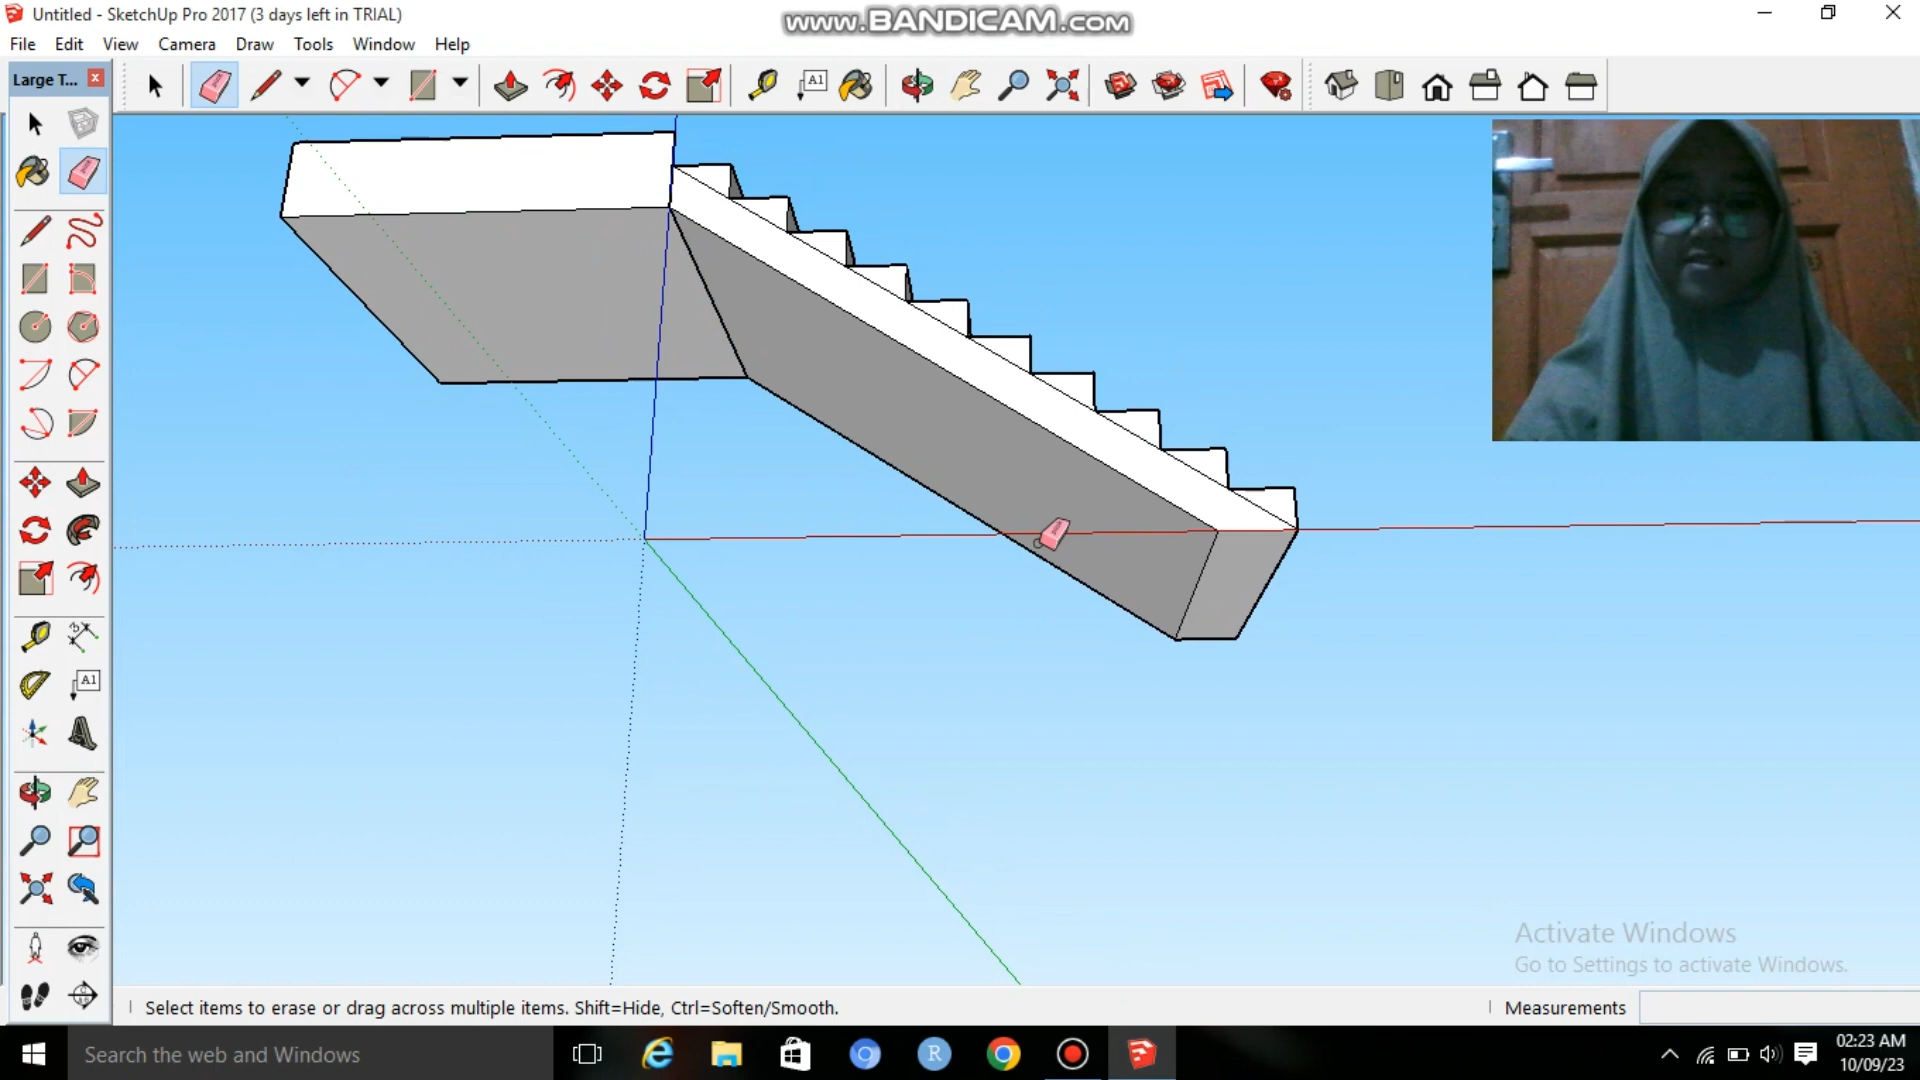 Untitled - SketchUp Pro 2017 (3 days left in TRIAL)
www.BANDICAM.com
File Edit View Camera Draw Tools Window Help
Large T...
A1
A1
Activate Windows
Go to Settings to activate Windows.
Select items to erase or drag across multiple items. Shift=Hide, Ctrl=Soften/Smooth.
Measurements
Search the web and Windows
R
02:23 AM
10/09/23